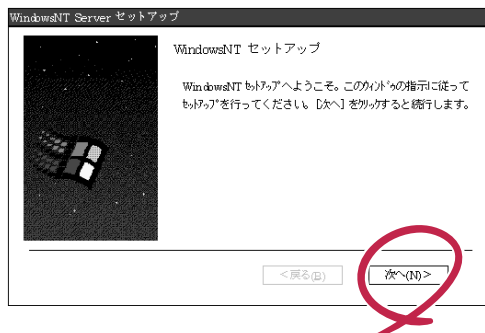 WindowsNT Server セットアップ
WindowsNT セットアップ
WindowsNT ｾｯﾄｱｯﾌﾟへようこそ。このｳｨﾝﾄﾞｳの指示に従って
ｾｯﾄｱｯﾌﾟを行ってください。[次へ] をｸﾘｯｸすると続行します。
＜戻る(B)
次へ(N)＞